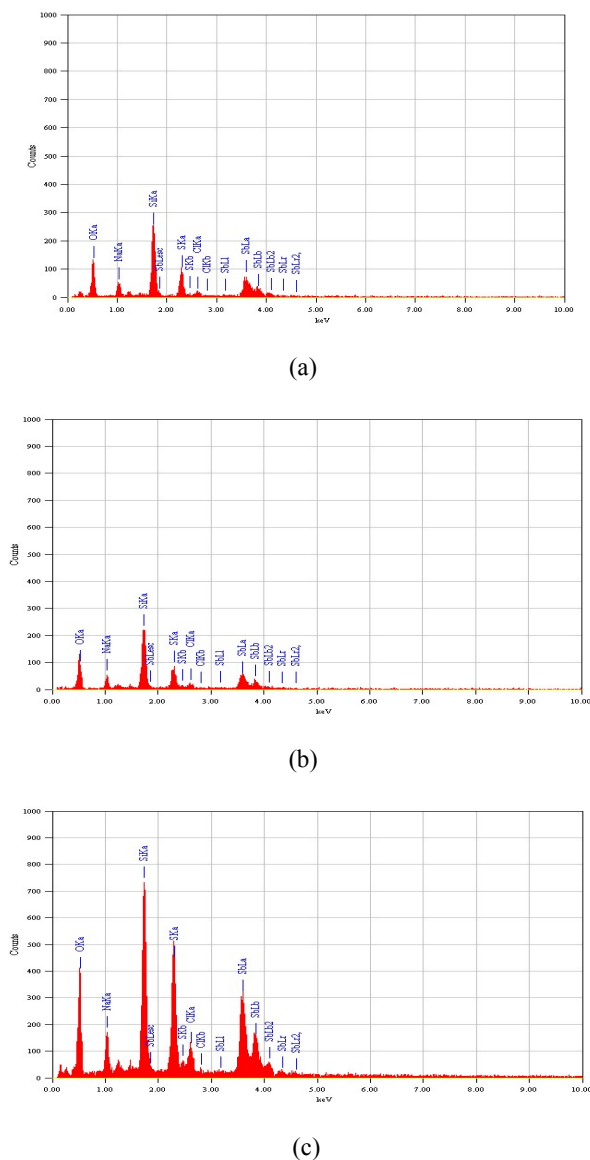 1000
900
800
700
600
500
400
300
200
100
0
Counts
OKa
NaKa
SiKa
SbLesc
SKa
SKb
ClKa
ClKb
SbLl
SbLa
SbLb
SbLb2
SbLr
SbLr2,
0.00 1.00 2.00 3.00 4.00 5.00 6.00 7.00 8.00 9.00 10.00
keV
(a)
1000
900
800
700
600
500
400
300
200
100
0
Counts
OKa
NaKa
SiKa
SbLesc
SKa
SKb
ClKa
ClKb
SbLl
SbLa
SbLb
SbLb2
SbLr
SbLr2,
0.00 1.00 2.00 3.00 4.00 5.00 6.00 7.00 8.00 9.00 10.00
keV
(b)
1000
900
800
700
600
500
400
300
200
100
0
Counts
OKa
NaKa
SiKa
SbLesc
SKa
SKb
ClKa
ClKb
SbLl
SbLa
SbLb
SbLb2
SbLr
SbLr2,
0.00 1.00 2.00 3.00 4.00 5.00 6.00 7.00 8.00 9.00 10.00
keV
(c)